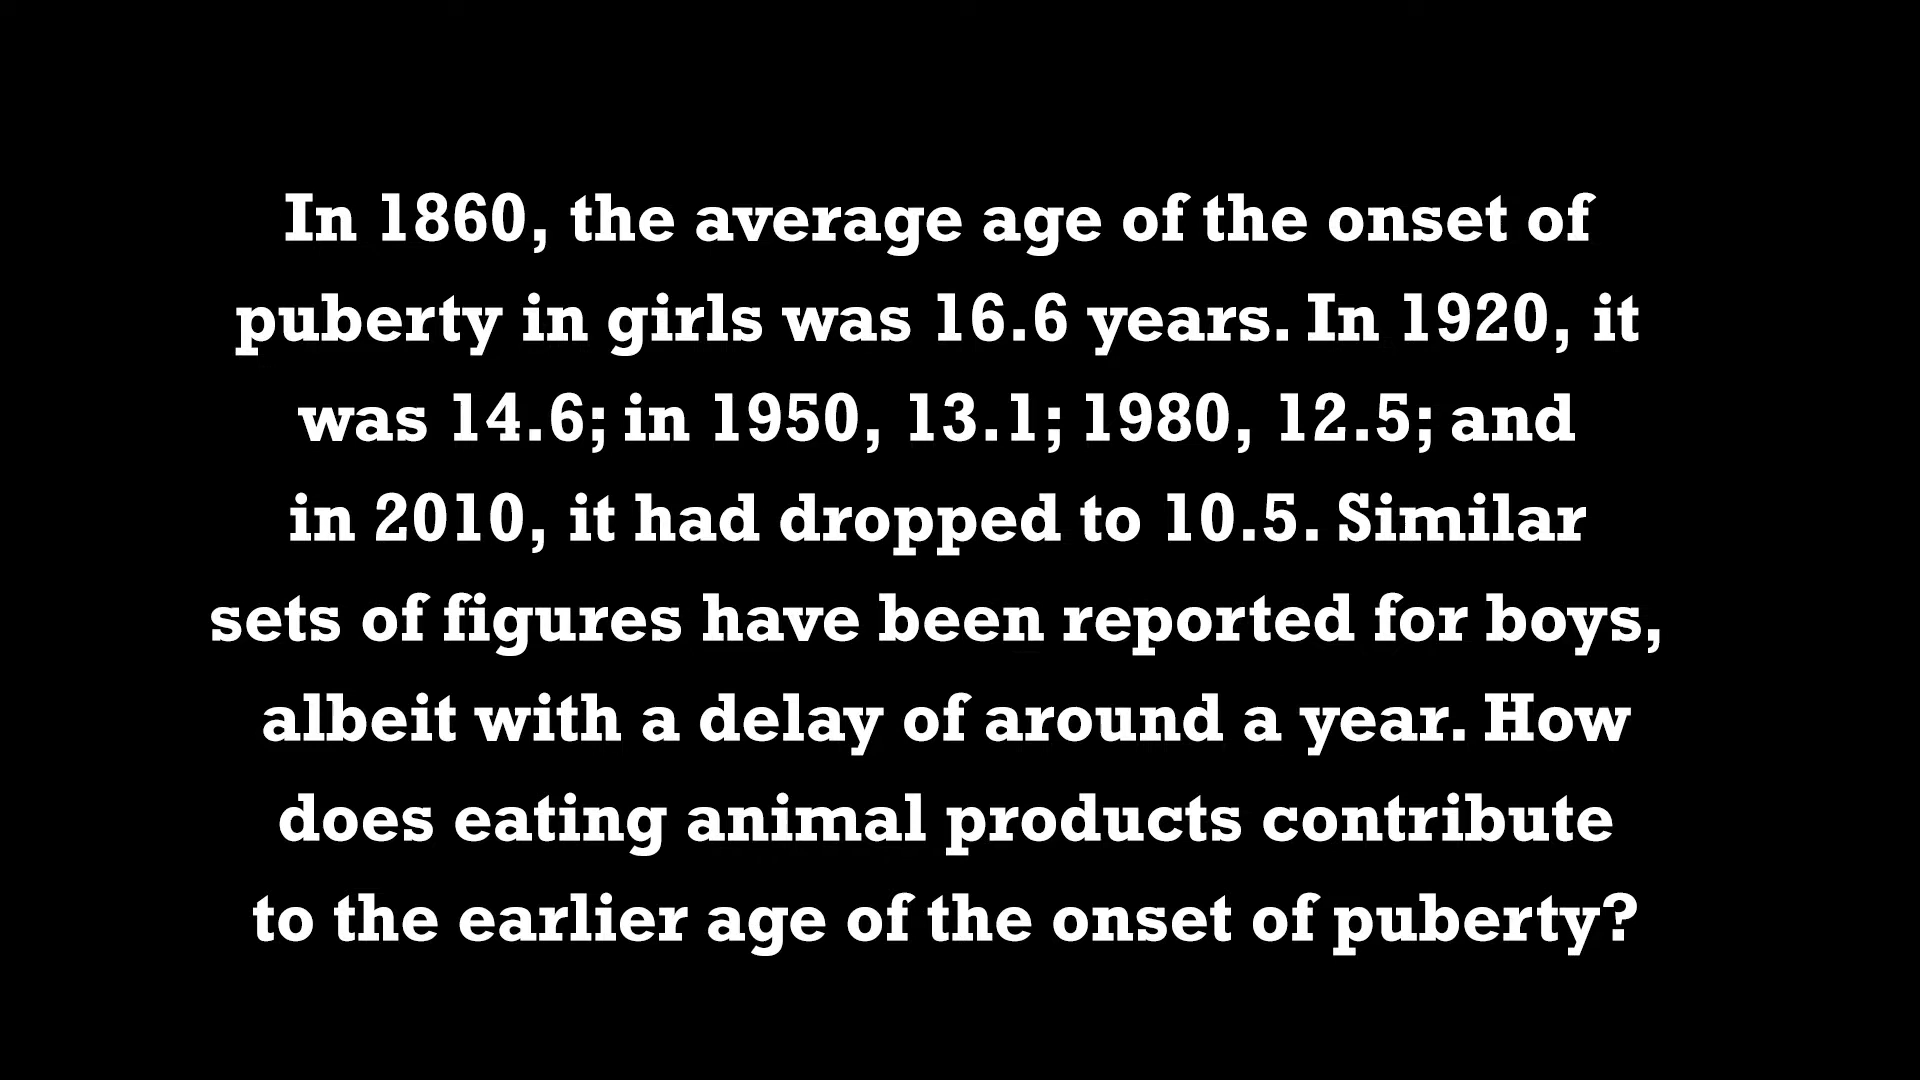 In 1860, the average age of the onset of
puberty in girls was 16.6 years. In 1920, it
was 14.6; in 1950, 13.1; 1980, 12.5; and
in 2010, it had dropped to 10.5. Similar
sets of figures have been reported for boys,
albeit with a delay of around a year. How
does eating animal products contribute
to the earlier age of the onset of puberty?